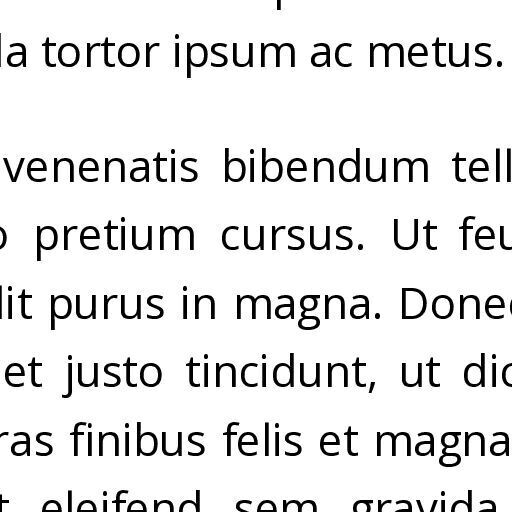 la tortor ipsum ac metus.
venenatis bibendum tell
o pretium cursus. Ut feu
lit purus in magna. Donec
et justo tincidunt, ut dic
ras finibus felis et magna
t eleifend sem gravida